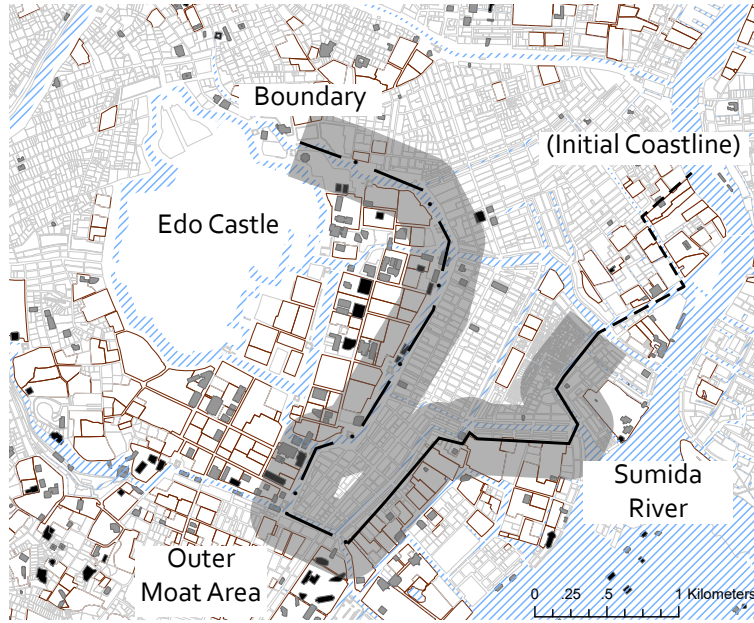 Boundary
(Initial Coastline)
Edo Castle
Sumida
River
Outer
Moat Area
0 .25 .5 1 Kilometers